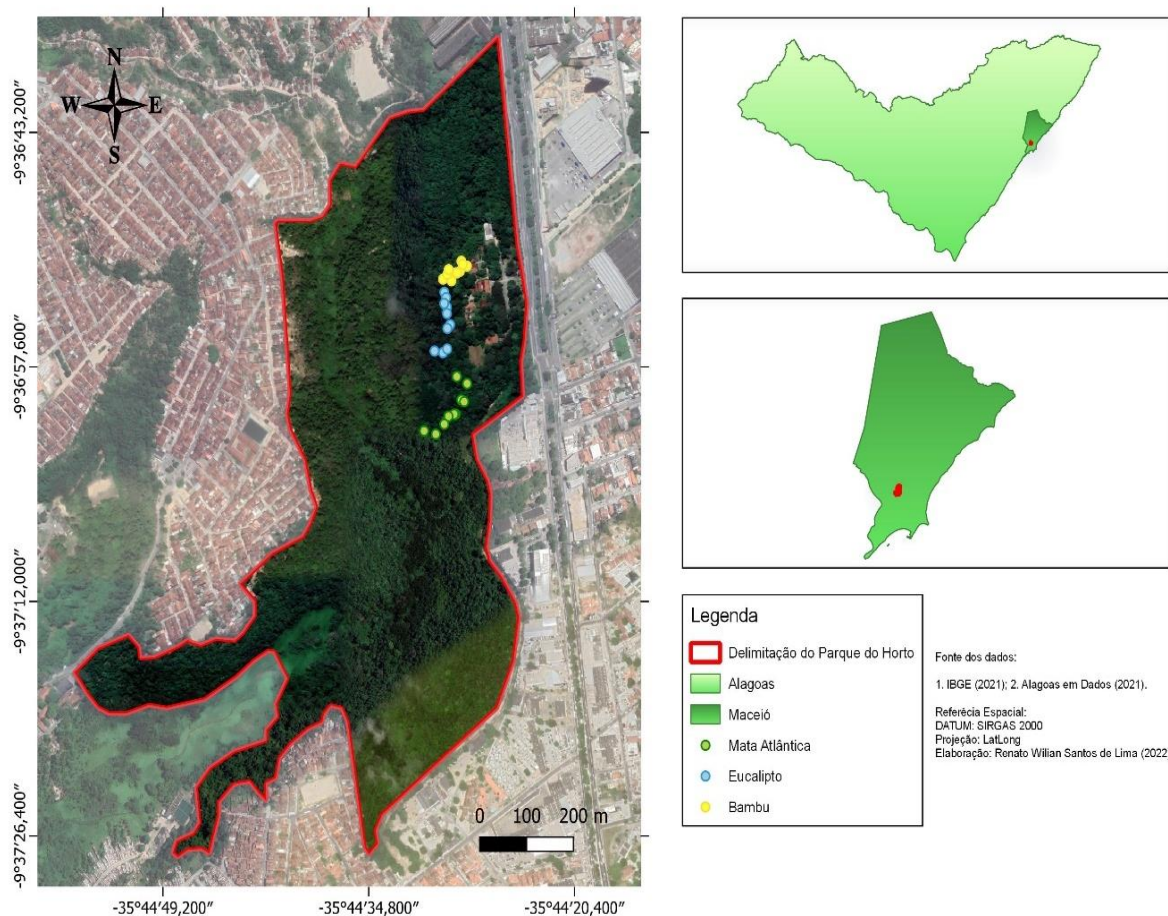 N
W E
S
-9°36'43,200"
-9°36'57,600"
-9°37'12,000"
-9°37'26,400"
0 100 200 m
-35°44'49,200" -35°44'34,800" -35°44'20,400"
Legenda
Delimitação do Parque do Horto
Alagoas
Maceió
Mata Atlântica
Eucalipto
Bambu
Fonte dos dados:
1. IBGE (2021); 2. Alagoas em Dados (2021).
Referêcia Espacial:
DATUM: SIRGAS 2000
Projeção: LatLong
Elaboração: Renato Wilian Santos de Lima (2022